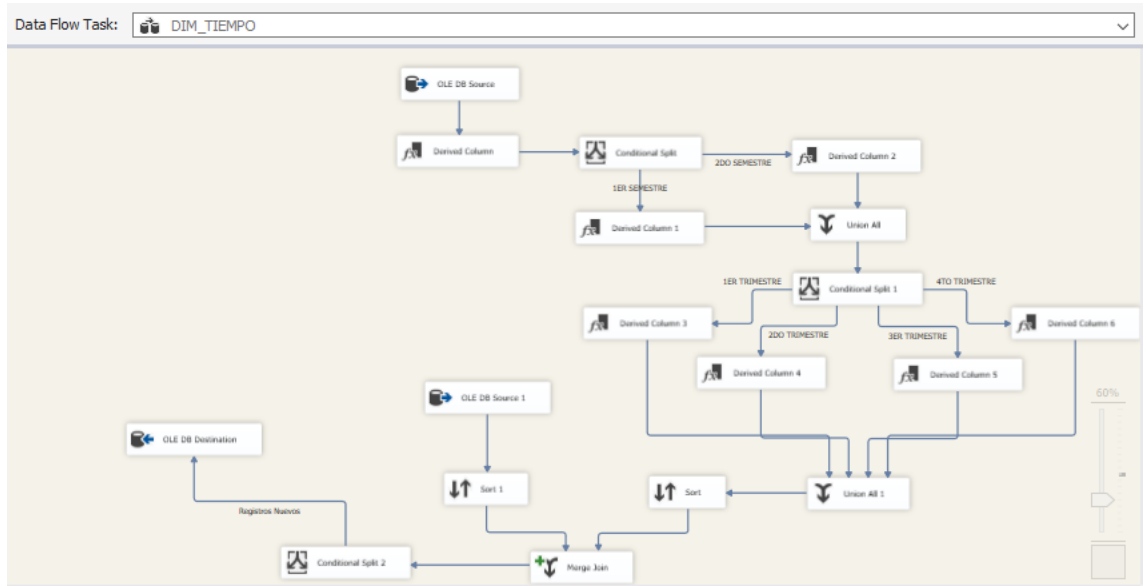 Data Flow Task: DIM_TIEMPO
OLE DB Source
Derived Column
Conditional Split
2DO SEMESTRE
Derived Column 2
1ER SEMESTRE
Derived Column 1
Union All
1ER TRIMESTRE
Conditional Split 1
4TO TRIMESTRE
Derived Column 3
2DO TRIMESTRE
3ER TRIMESTRE
Derived Column 6
Derived Column 4
Derived Column 5
OLE DB Source 1
60%
OLE DB Destination
Sort 1
Sort
Union All 1
Registros Nuevos
Conditional Split 2
Merge Join